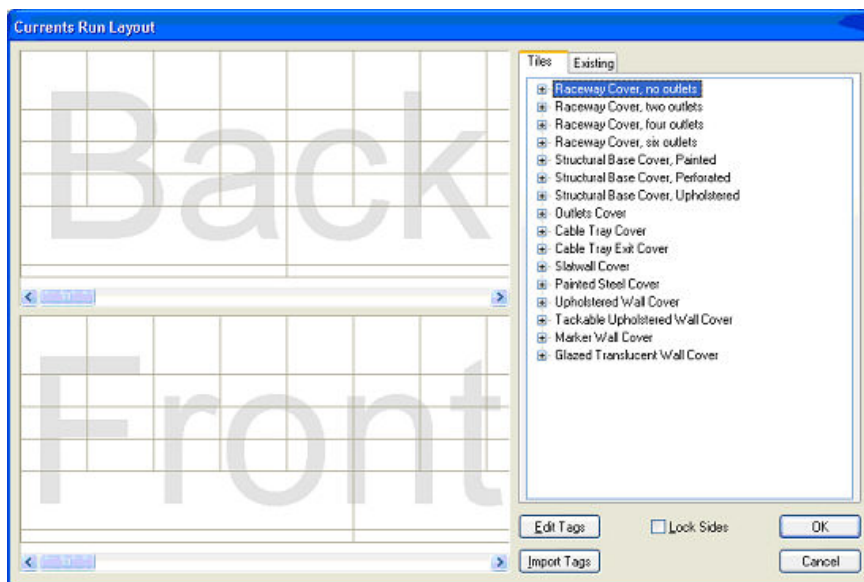 Currents Run Layout
Back
Front
Tiles
Existing
Raceway Cover, no outlets
Raceway Cover, two outlets
Raceway Cover, four outlets
Raceway Cover, six outlets
Structural Base Cover, Painted
Structural Base Cover, Perforated
Structural Base Cover, Upholstered
Outlets Cover
Cable Tray Cover
Cable Tray Exit Cover
Slatwall Cover
Painted Steel Cover
Upholstered Wall Cover
Tackable Upholstered Wall Cover
Marker Wall Cover
Glazed Translucent Wall Cover
Edit Tags
Lock Sides
OK
Import Tags
Cancel